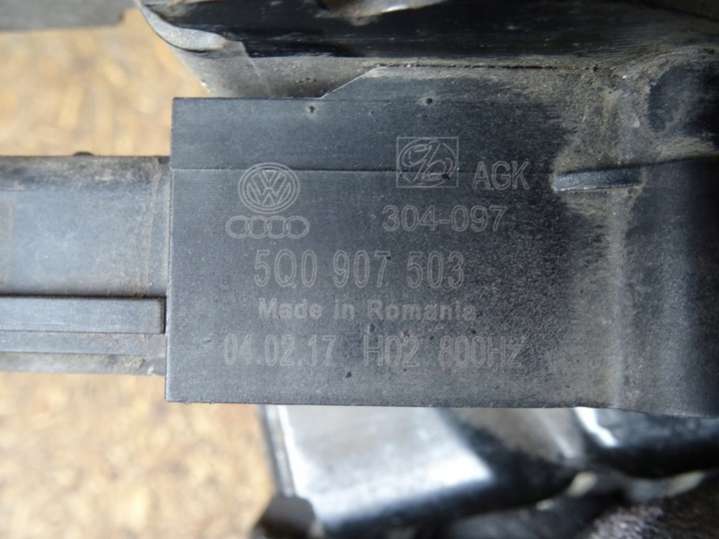 AGK
304-097
5Q0 907 503
Made in Romania
04.02.17 H02 800HZ